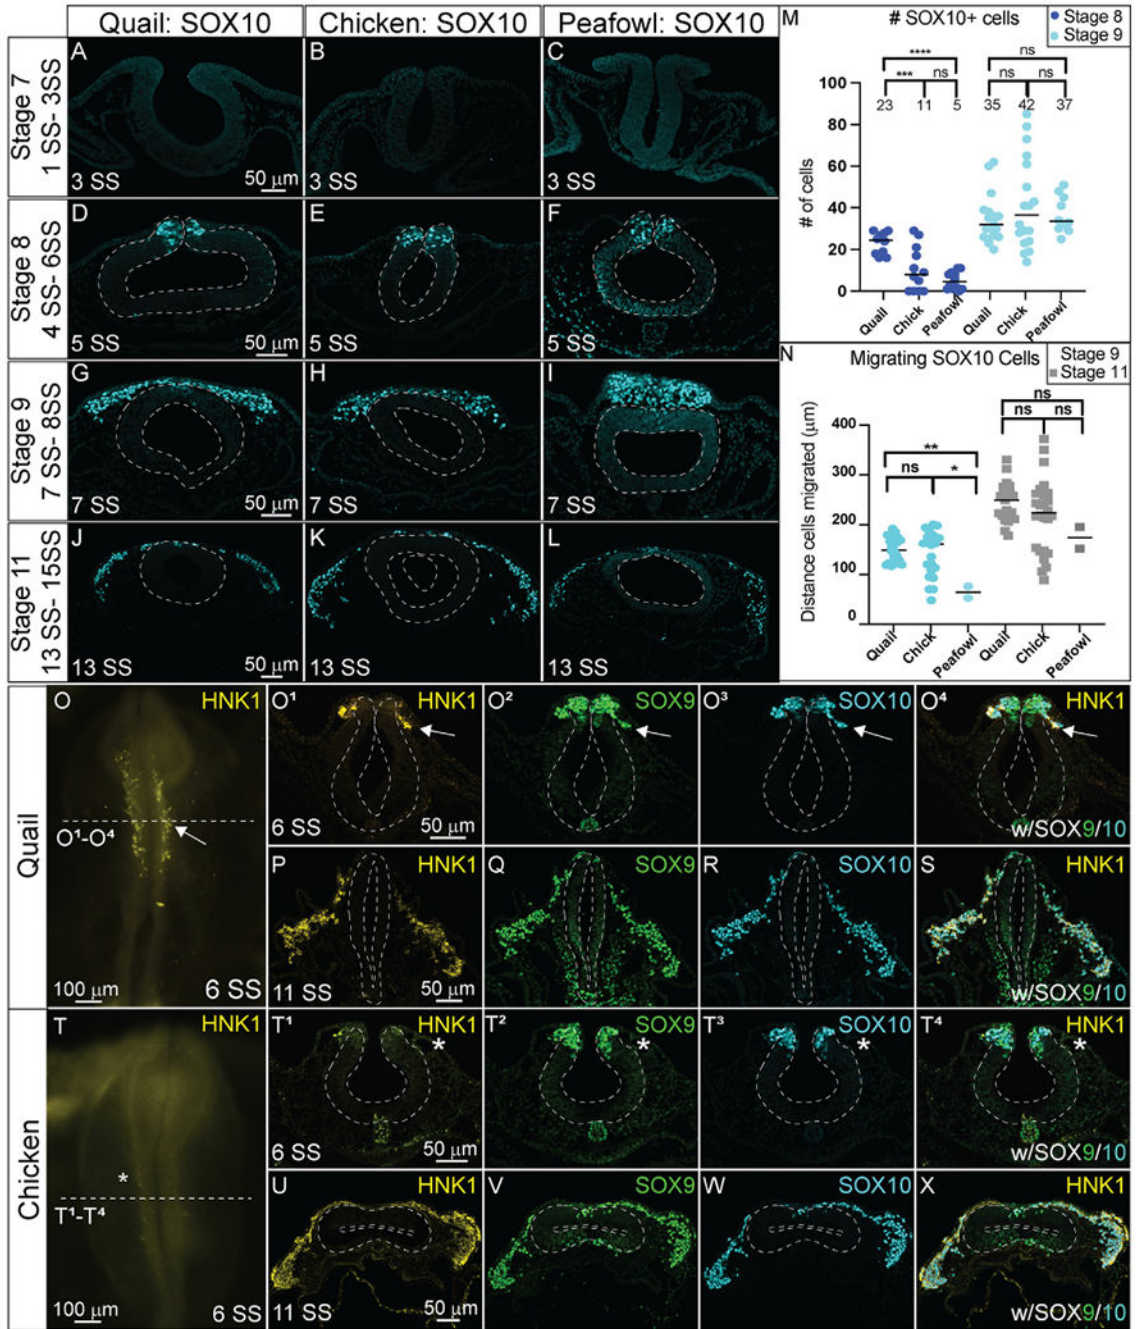 Quail: SOX10
Chicken: SOX10
Peafowl: SOX10
Stage 7
1 SS- 3SS
A
3 SS
50 µm
B
3 SS
C
3 SS
Stage 8
4 SS- 6SS
D
5 SS
50 µm
E
5 SS
F
5 SS
Stage 9
7 SS- 8SS
G
7 SS
50 µm
H
7 SS
I
7 SS
Stage 11
13 SS- 15SS
J
13 SS
50 µm
K
13 SS
L
13 SS
M
# SOX10+ cells
Stage 8
Stage 9
****
*** ns
23 11 5
ns
ns ns
35 42 37
# of cells
100
80
60
40
20
0
Quail Chick Peafowl Quail Chick Peafowl
N
Migrating SOX10 Cells
Stage 9
Stage 11
**
ns *
ns
ns ns
Distance cells migrated (µm)
400
300
200
100
0
Quail Chick Peafowl Quail Chick Peafowl
Quail
O HNK1
O¹-O⁴
100 µm 6 SS
O¹ HNK1
6 SS 50 µm
O² SOX9
O³ SOX10
O⁴ HNK1
w/SOX9/10
P HNK1
11 SS 50 µm
Q SOX9
R SOX10
S HNK1
w/SOX9/10
Chicken
T HNK1
*
T¹-T⁴
100 µm 6 SS
T¹ HNK1
*
6 SS 50 µm
T² SOX9
*
T³ SOX10
*
T⁴ HNK1
*
w/SOX9/10
U HNK1
11 SS 50 µm
V SOX9
W SOX10
X HNK1
w/SOX9/10